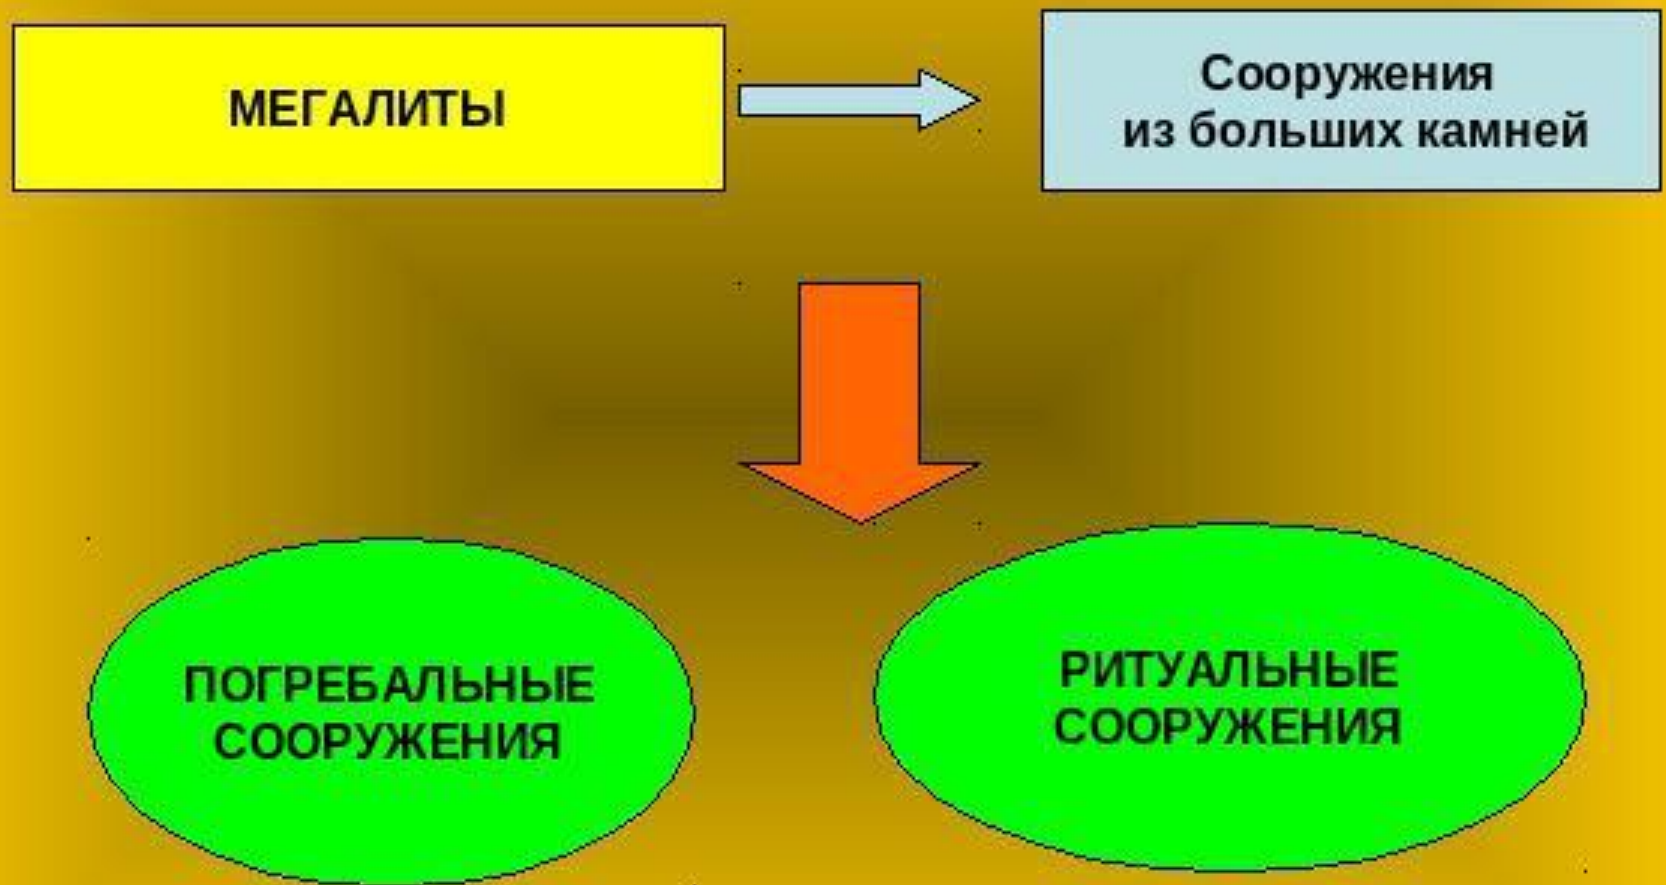 МЕГАЛИТЫ
Сооружения
из больших камней
ПОГРЕБАЛЬНЫЕ
СООРУЖЕНИЯ
РИТУАЛЬНЫЕ
СООРУЖЕНИЯ